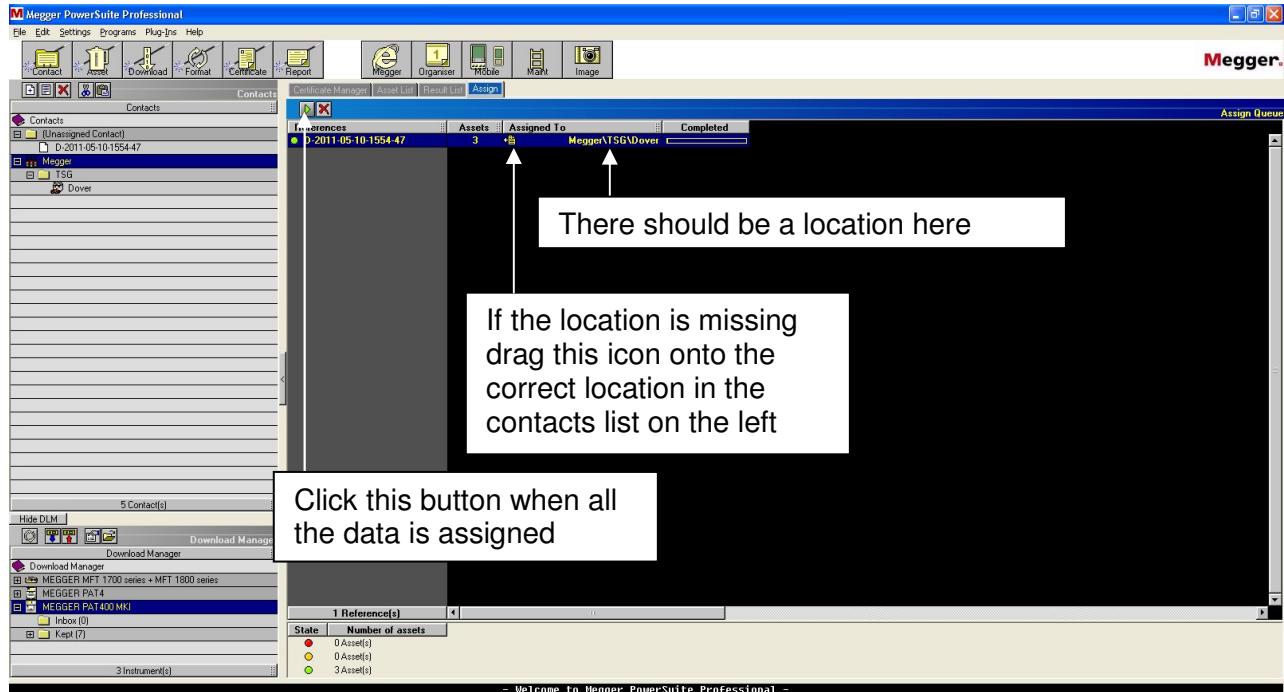 Megger PowerSuite Professional
File Edit Settings Programs Plug-Ins Help
Contact Asset Download Format Certificate Report Megger Organiser Mobile Maint Image
Megger.
Contacts
Certificate Manager Asset List Result List Assign
Contacts
Assign Queue
Contacts
(Unassigned Contact)
D-2011-05-10-1554-47
Megger
TSG
Dover
References Assets Assigned To Completed
D-2011-05-10-1554-47 3 Megger\TSG\Dover
There should be a location here
If the location is missing
drag this icon onto the
correct location in the
contacts list on the left
Click this button when all
the data is assigned
5 Contact(s)
Hide DLM
Download Manager
Download Manager
Download Manager
MEGGER MFT 1700 series + MFT 1800 series
MEGGER PAT4
MEGGER PAT400 MKI
Inbox (0)
Kept (7)
3 Instrument(s)
1 Reference(s)
State Number of assets
0 Asset(s)
0 Asset(s)
3 Asset(s)
- Welcome to Megger PowerSuite Professional -